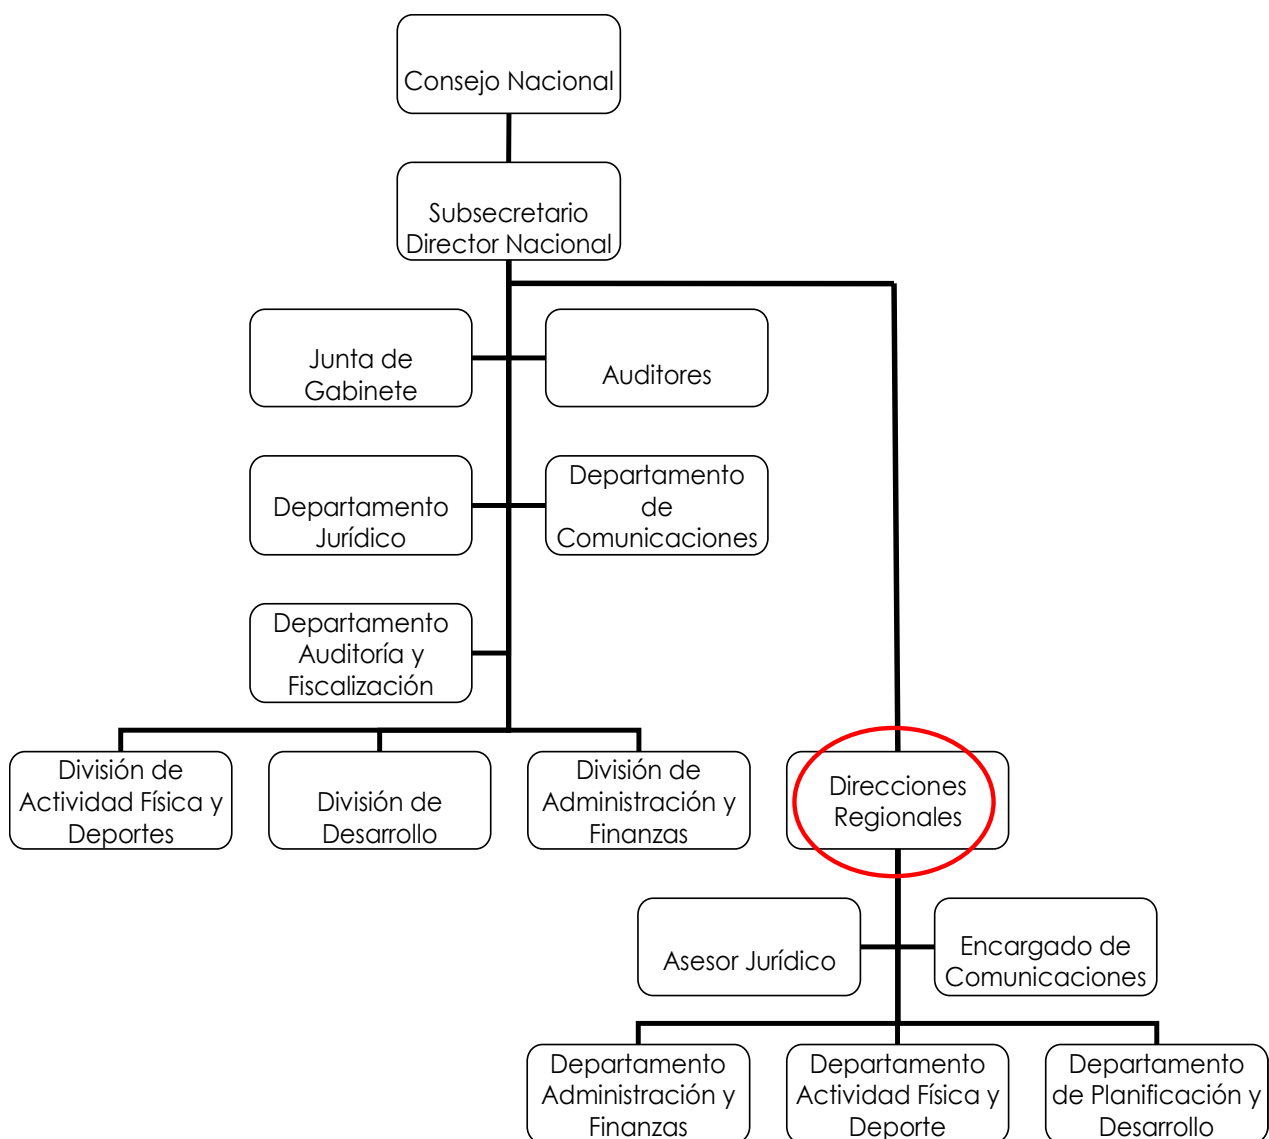 Consejo Nacional
Subsecretario
Director Nacional
Junta de
Gabinete
Auditores
Departamento
Jurídico
Departamento
de
Comunicaciones
Departamento
Auditoría y
Fiscalización
División de
Actividad Física y
Deportes
División de
Desarrollo
División de
Administración y
Finanzas
Direcciones
Regionales
Asesor Jurídico
Encargado de
Comunicaciones
Departamento
Administración y
Finanzas
Departamento
Actividad Física y
Deporte
Departamento
de Planificación y
Desarrollo